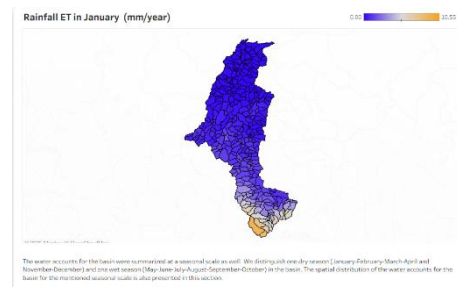 Rainfall ET in January (mm/year)
0.00
The water accounts for the basin were summarized at a seasonal scale as well. We distinguish one dry season (January-February-March-April and
November-December) and one wet season (May-June-July-August-September-October) in the basin. The spatial distribution of the water accounts for the
basin for the mentioned seasonal scale is also presented in this section.